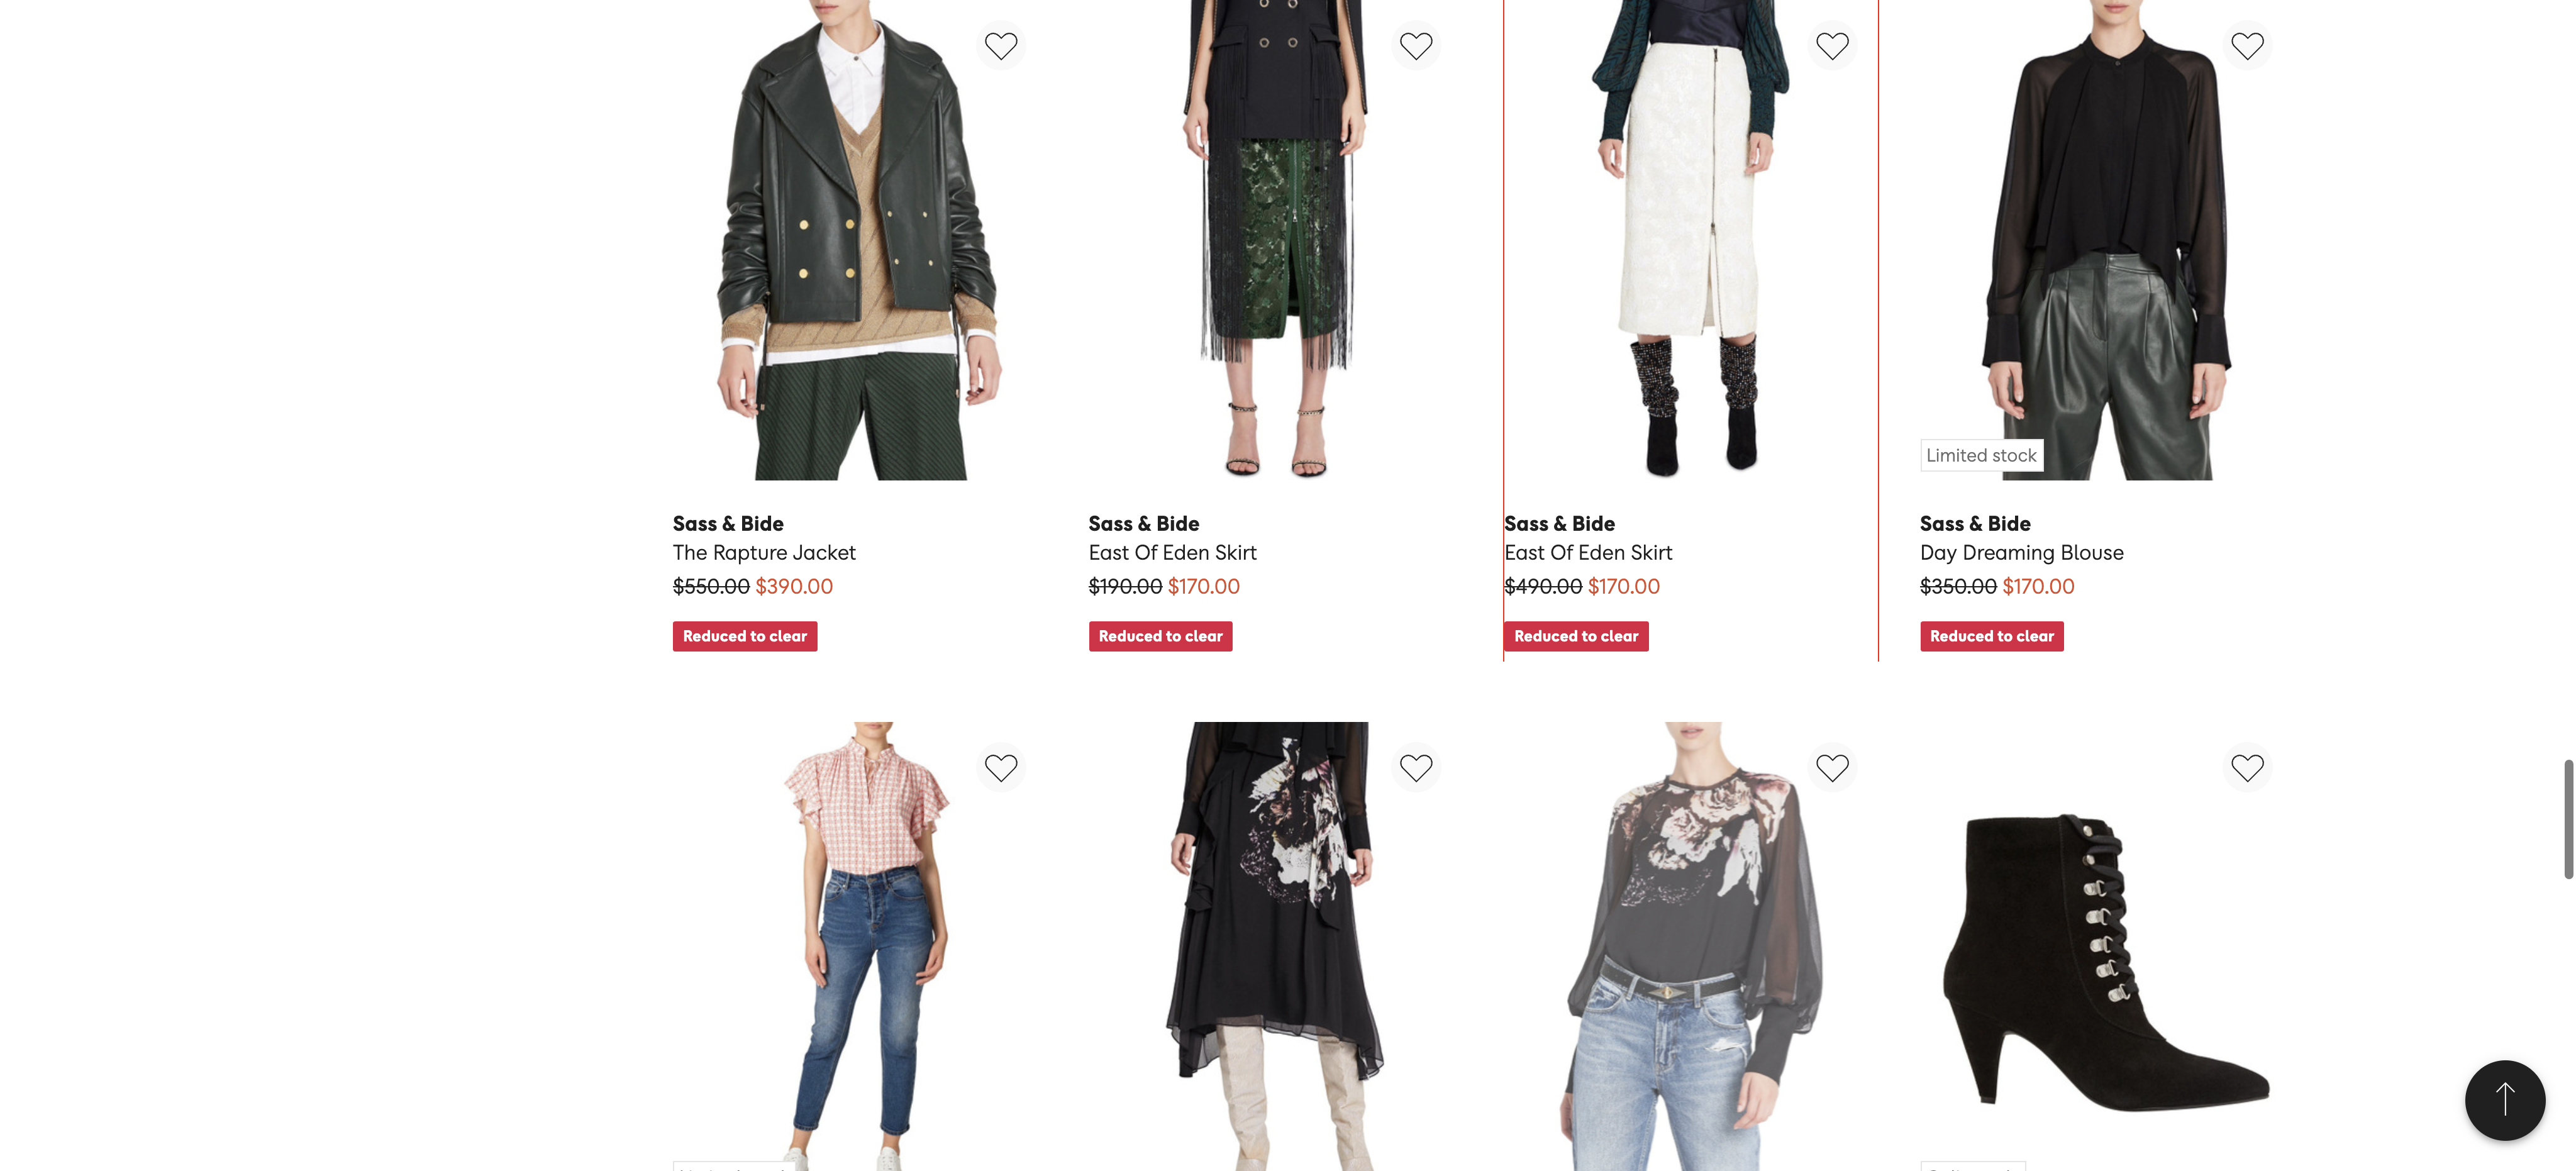 Limited stock
Sass & Bide
The Rapture Jacket
$550.00 $390.00
Reduced to clear
Sass & Bide
East Of Eden Skirt
$190.00 $170.00
Reduced to clear
Sass & Bide
East Of Eden Skirt
$490.00 $170.00
Reduced to clear
Sass & Bide
Day Dreaming Blouse
$350.00 $170.00
Reduced to clear